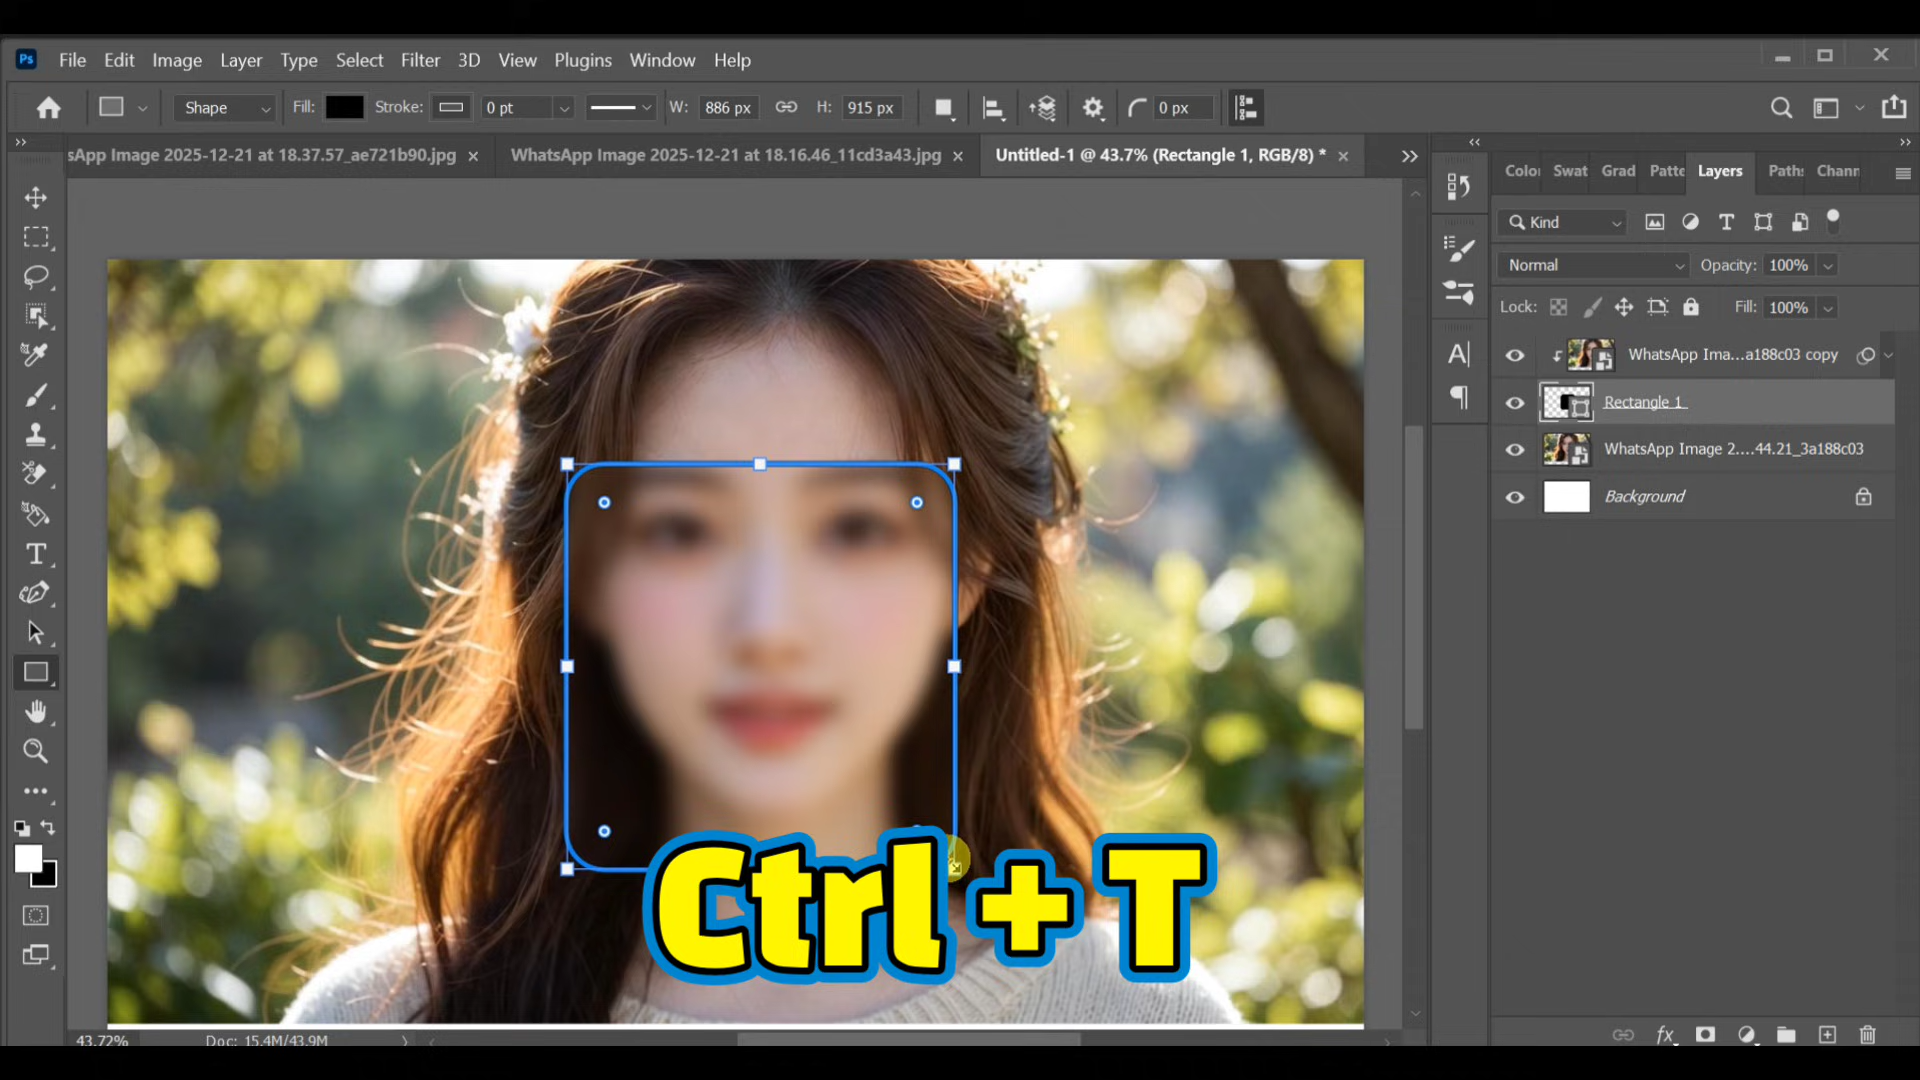 Ps File Edit Image Layer Type Select Filter 3D View Plugins Window Help
Shape Fill: Stroke: 0 pt W: 886 px H: 915 px 0 px
sApp Image 2025-12-21 at 18.37.57_ae721b90.jpg × WhatsApp Image 2025-12-21 at 18.16.46_11cd3a43.jpg × Untitled-1 @ 43.7% (Rectangle 1, RGB/8) * ×
Color Swat Grad Patte Layers Paths Chann
Kind
Normal Opacity: 100%
Lock: Fill: 100%
WhatsApp Ima...a188c03 copy
Rectangle 1
WhatsApp Image 2....44.21_3a188c03
Background
Ctrl + T
43.72% Doc: 15.4M/43.9M